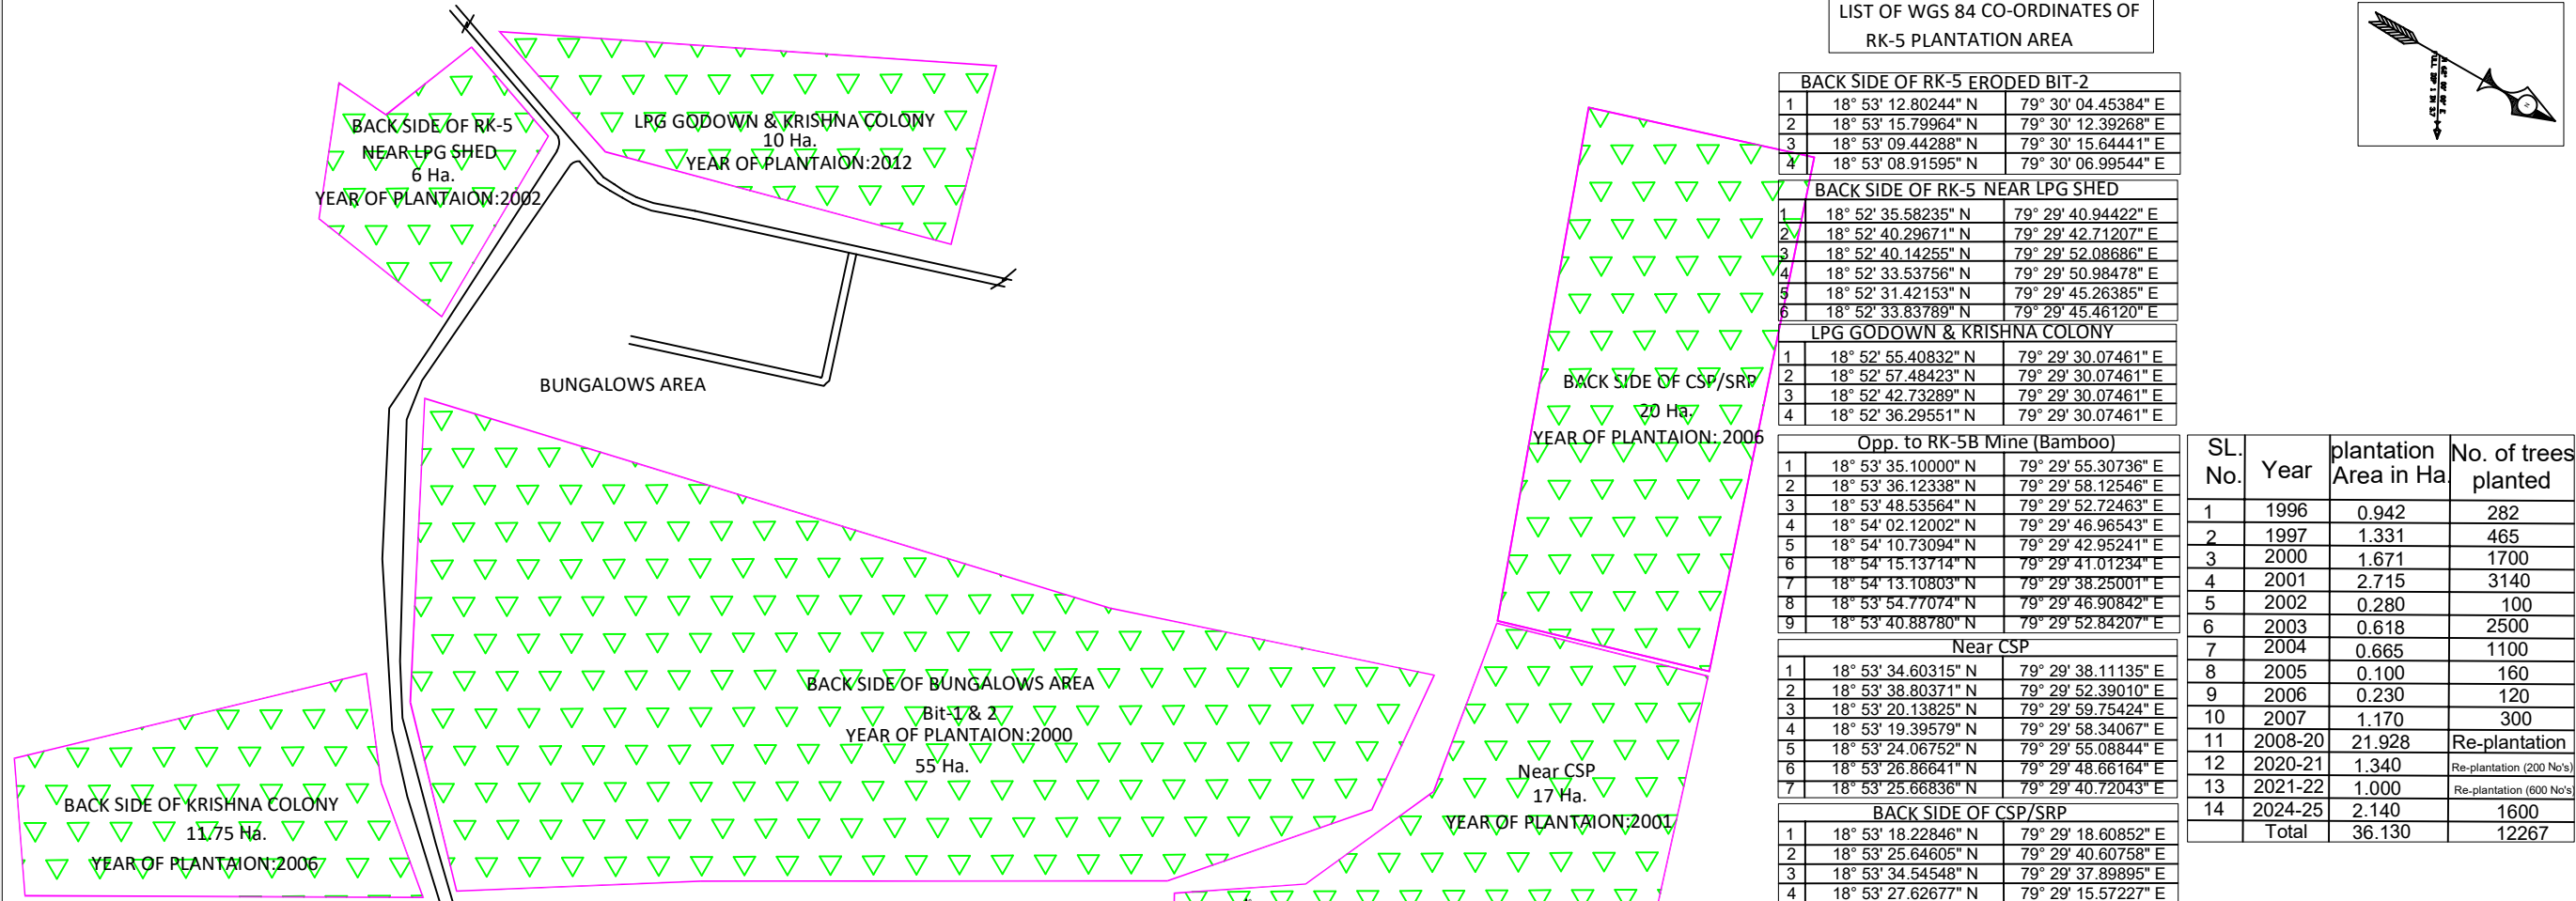 BACK SIDE OF RK-5
NEAR LPG SHED
6 Ha.
YEAR OF PLANTAION:2002
LPG GODOWN & KRISHNA COLONY
10 Ha.
YEAR OF PLANTAION:2012
BUNGALOWS AREA
BACK SIDE OF CSP/SRP
20 Ha.
YEAR OF PLANTAION: 2006
BACK SIDE OF BUNGALOWS AREA
Bit-1 & 2
YEAR OF PLANTAION:2000
55 Ha.
Near CSP
17 Ha.
YEAR OF PLANTAION:2001
BACK SIDE OF KRISHNA COLONY
11.75 Ha.
YEAR OF PLANTAION:2006
LIST OF WGS 84 CO-ORDINATES OF
RK-5 PLANTATION AREA
BACK SIDE OF RK-5 ERODED BIT-2
1 18° 53' 12.80244" N 79° 30' 04.45384" E
2 18° 53' 15.79964" N 79° 30' 12.39268" E
3 18° 53' 09.44288" N 79° 30' 15.64441" E
4 18° 53' 08.91595" N 79° 30' 06.99544" E
BACK SIDE OF RK-5 NEAR LPG SHED
1 18° 52' 35.58235" N 79° 29' 40.94422" E
2 18° 52' 40.29671" N 79° 29' 42.71207" E
3 18° 52' 40.14255" N 79° 29' 52.08686" E
4 18° 52' 33.53756" N 79° 29' 50.98478" E
5 18° 52' 31.42153" N 79° 29' 45.26385" E
6 18° 52' 33.83789" N 79° 29' 45.46120" E
LPG GODOWN & KRISHNA COLONY
1 18° 52' 55.40832" N 79° 29' 30.07461" E
2 18° 52' 57.48423" N 79° 29' 30.07461" E
3 18° 52' 42.73289" N 79° 29' 30.07461" E
4 18° 52' 36.29551" N 79° 29' 30.07461" E
Opp. to RK-5B Mine (Bamboo)
1 18° 53' 35.10000" N 79° 29' 55.30736" E
2 18° 53' 36.12338" N 79° 29' 58.12546" E
3 18° 53' 48.53564" N 79° 29' 52.72463" E
4 18° 54' 02.12002" N 79° 29' 46.96543" E
5 18° 54' 10.73094" N 79° 29' 42.95241" E
6 18° 54' 15.13714" N 79° 29' 41.01234" E
7 18° 54' 13.10803" N 79° 29' 38.25001" E
8 18° 53' 54.77074" N 79° 29' 46.90842" E
9 18° 53' 40.88780" N 79° 29' 52.84207" E
Near CSP
1 18° 53' 34.60315" N 79° 29' 38.11135" E
2 18° 53' 38.80371" N 79° 29' 52.39010" E
3 18° 53' 20.13825" N 79° 29' 59.75424" E
4 18° 53' 19.39579" N 79° 29' 58.34067" E
5 18° 53' 24.06752" N 79° 29' 55.08844" E
6 18° 53' 26.86641" N 79° 29' 48.66164" E
7 18° 53' 25.66836" N 79° 29' 40.72043" E
BACK SIDE OF CSP/SRP
1 18° 53' 18.22846" N 79° 29' 18.60852" E
2 18° 53' 25.64605" N 79° 29' 40.60758" E
3 18° 53' 34.54548" N 79° 29' 37.89895" E
4 18° 53' 27.62677" N 79° 29' 15.57227" E
SL. No. Year plantation Area in Ha. No. of trees planted
1 1996 0.942 282
2 1997 1.331 465
3 2000 1.671 1700
4 2001 2.715 3140
5 2002 0.280 100
6 2003 0.618 2500
7 2004 0.665 1100
8 2005 0.100 160
9 2006 0.230 120
10 2007 1.170 300
11 2008-20 21.928 Re-plantation
12 2020-21 1.340 Re-plantation (200 No's)
13 2021-22 1.000 Re-plantation (600 No's)
14 2024-25 2.140 1600
Total 36.130 12267